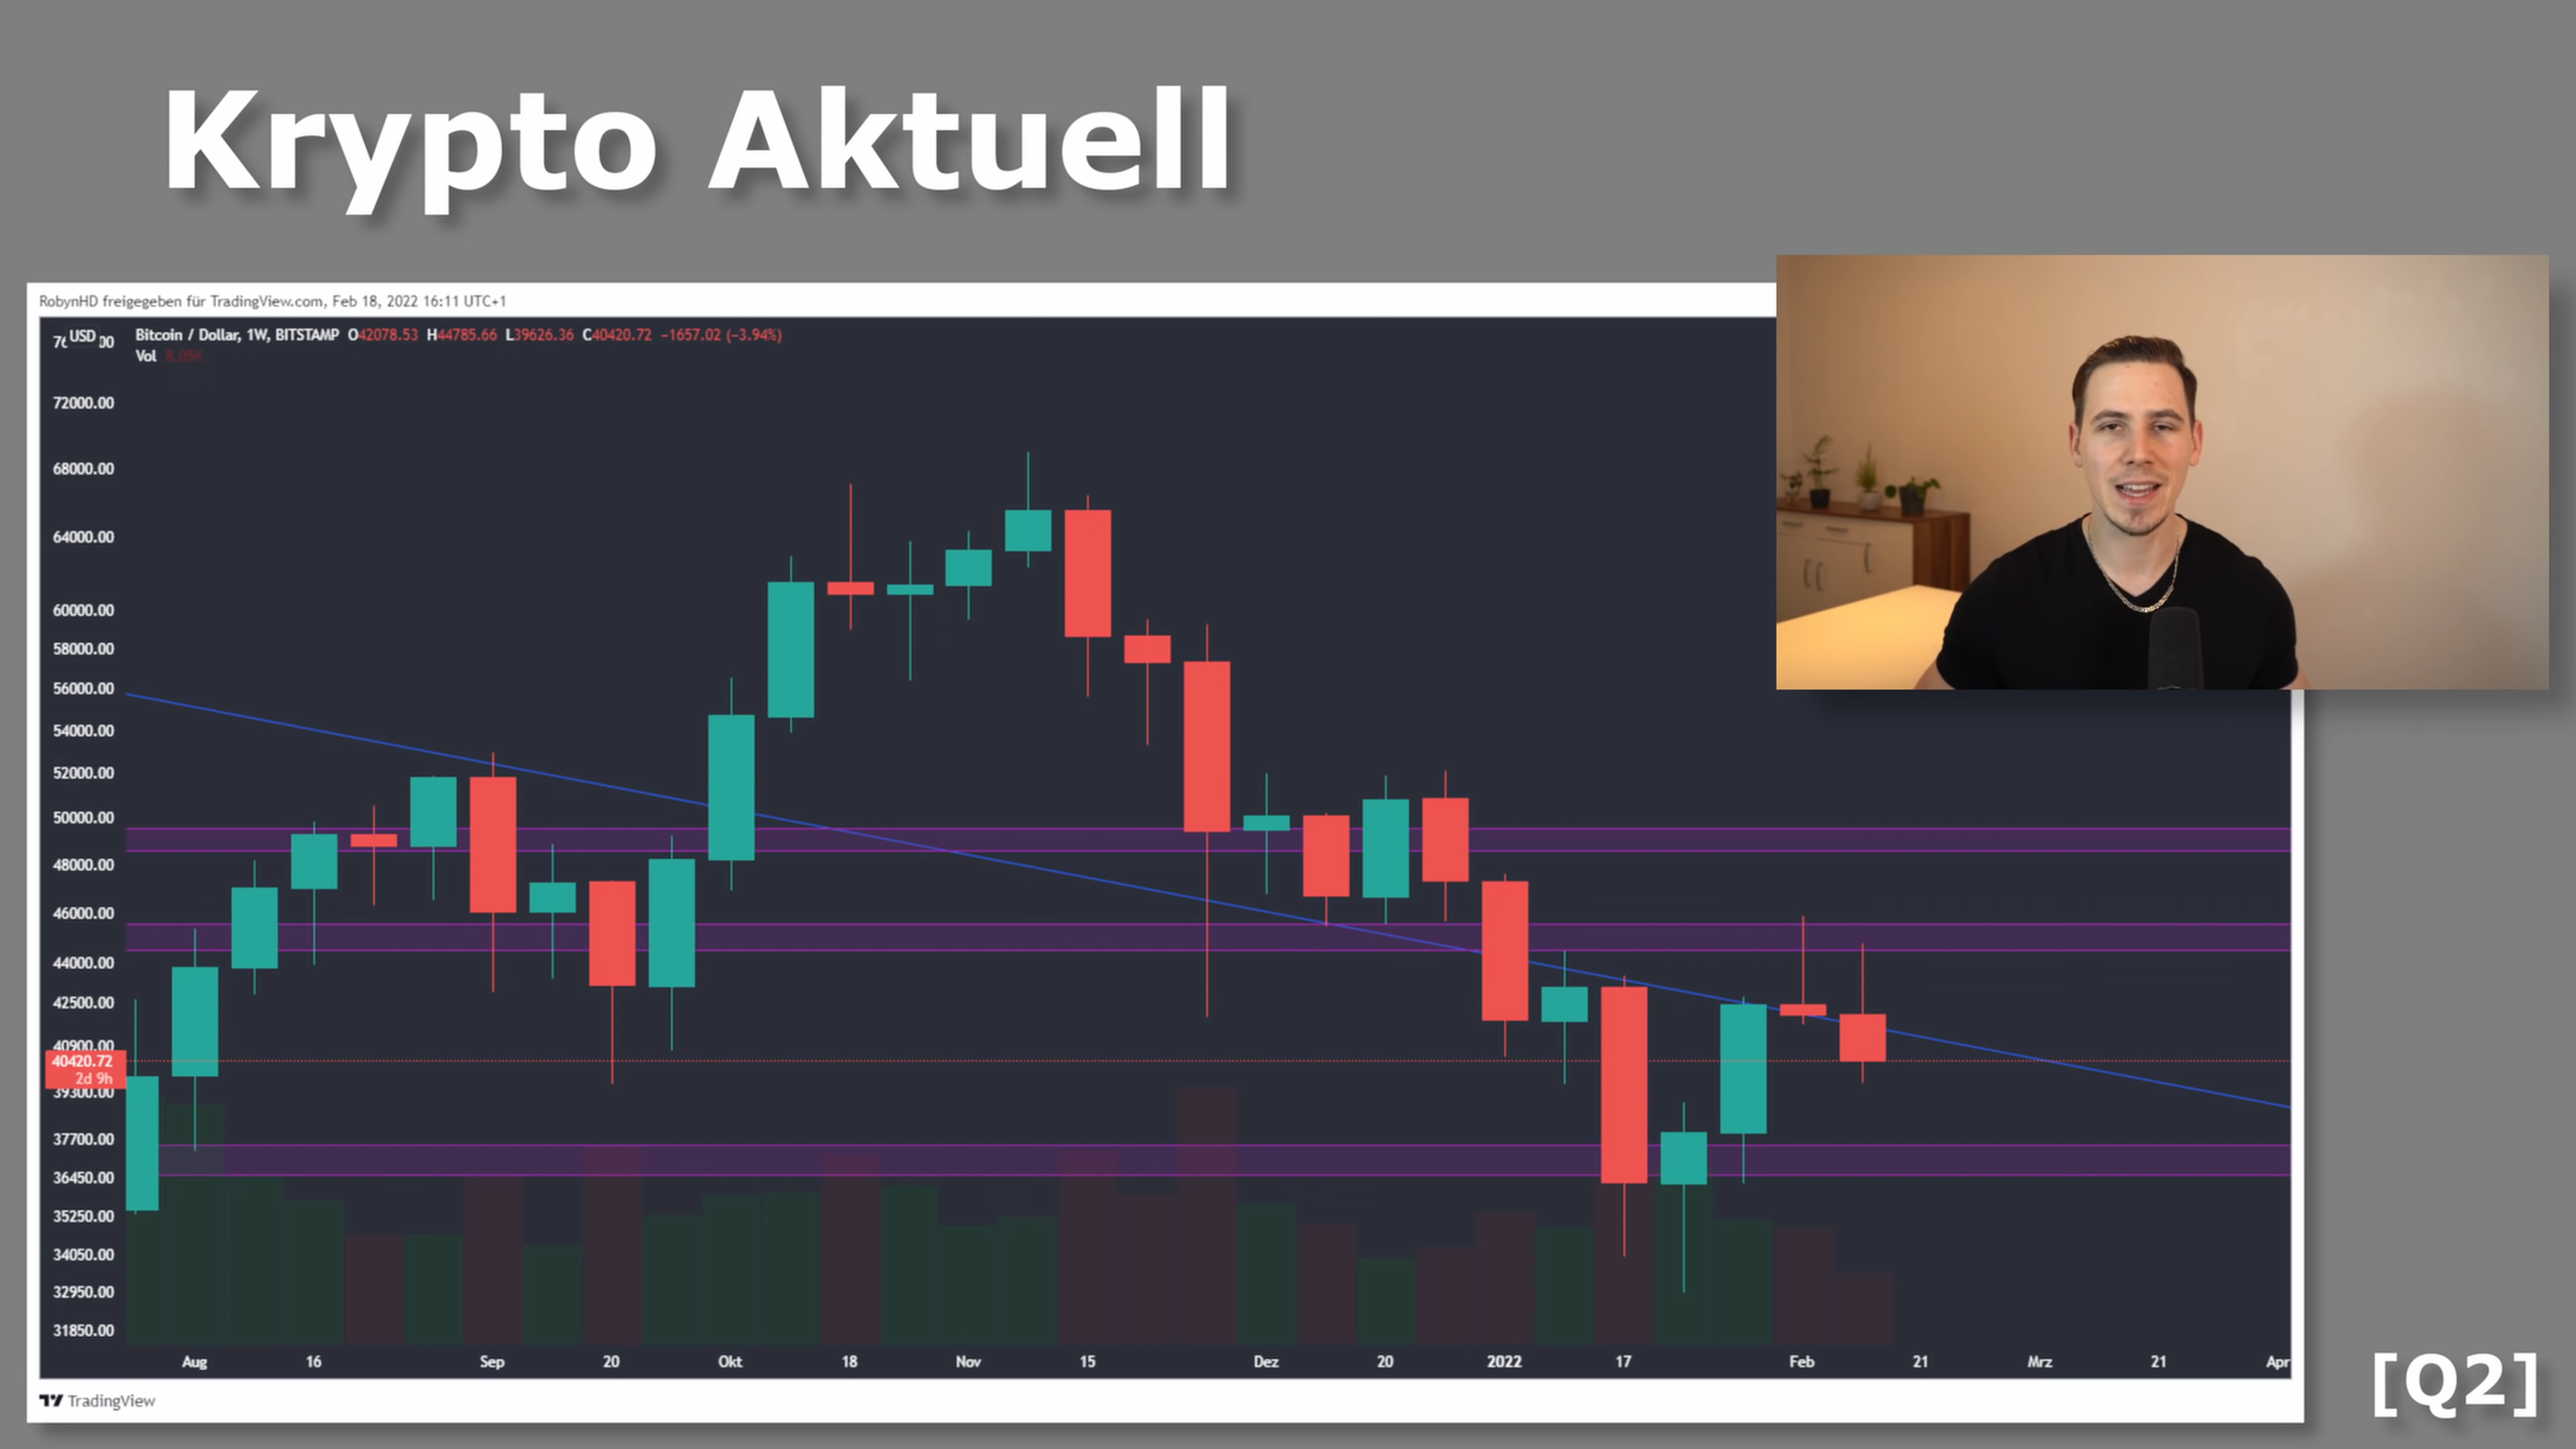 Krypto Aktuell
RobynHD freigegeben für TradingView.com, Feb 18, 2022 16:11 UTC+1
USD
Bitcoin / Dollar, 1W, BITSTAMP O42078.53 H44785.66 L39626.36 C40420.72 −1657.02 (−3.94%)
Vol
72000.00
68000.00
64000.00
60000.00
58000.00
56000.00
54000.00
52000.00
50000.00
48000.00
46000.00
44000.00
42500.00
40900.00
40420.72
2d 9h
39300.00
37700.00
36450.00
35250.00
34050.00
32950.00
31850.00
Aug 16 Sep 20 Okt 18 Nov 15 Dez 20 2022 17 Feb 21 Mrz 21 Apr
TradingView
[Q2]